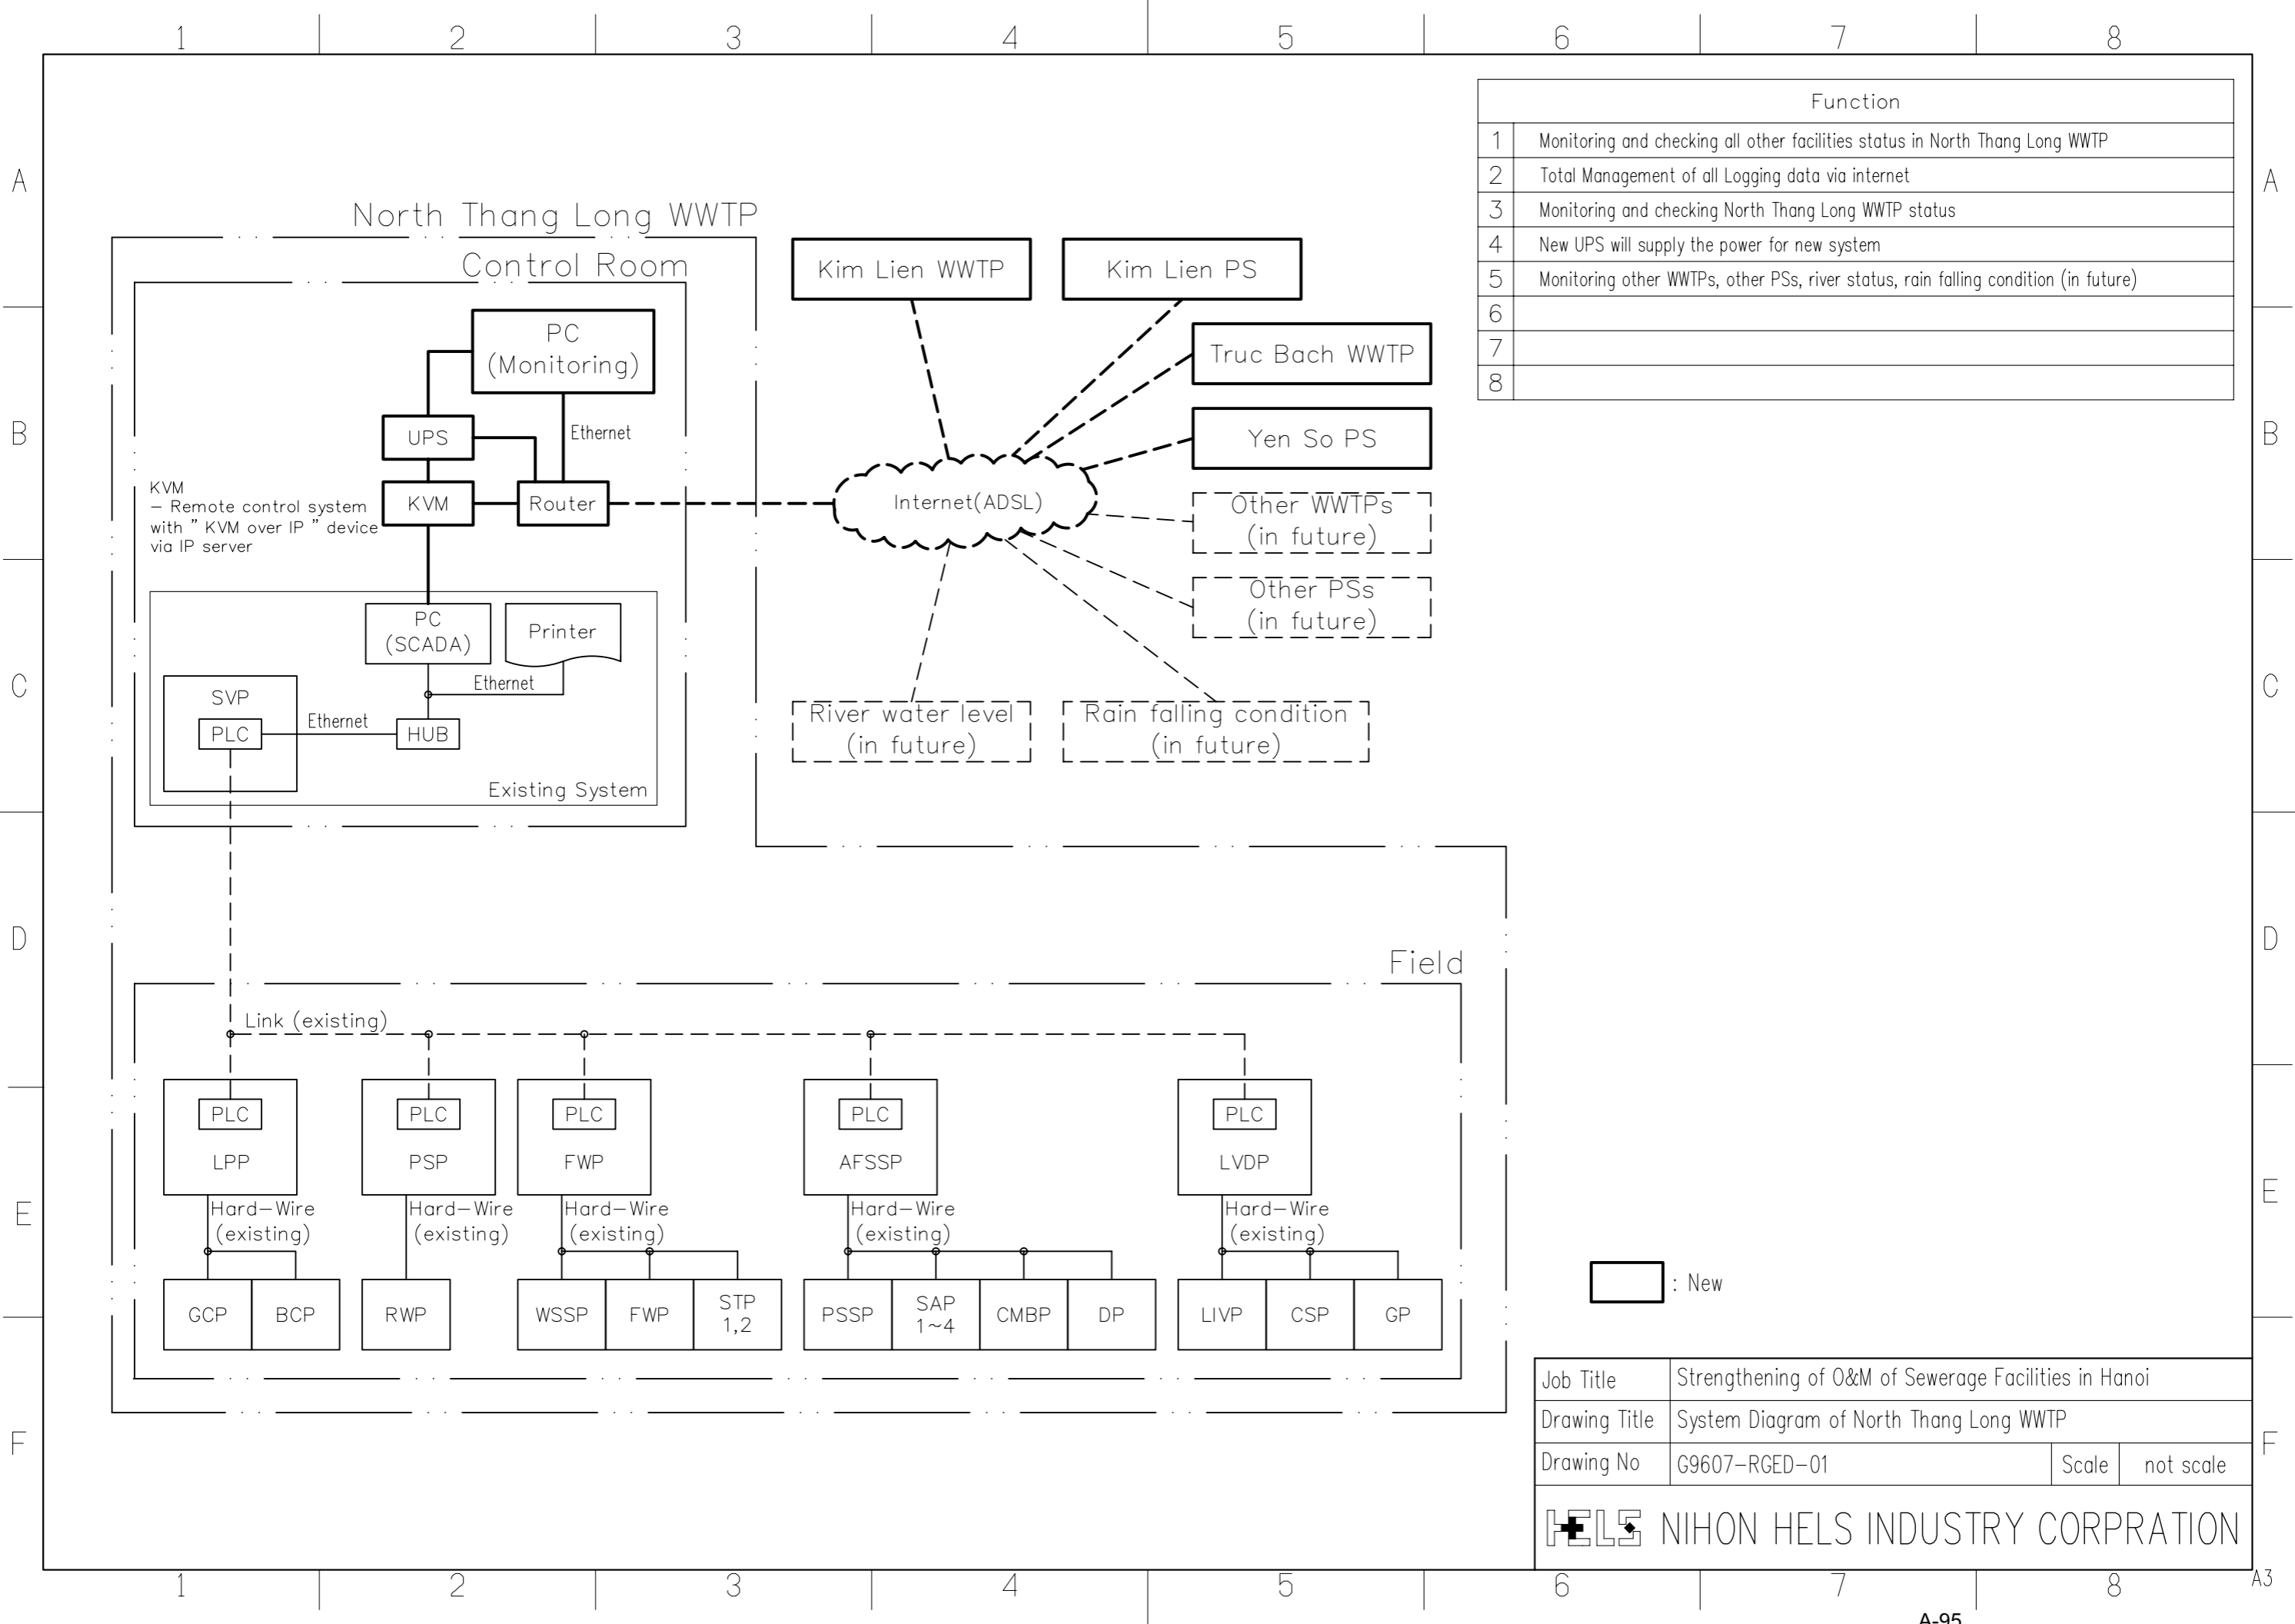 1 2 3 4 5 6 7 8
A
B
C
D
E
F
A
B
C
D
E
F
Function
1 Monitoring and checking all other facilities status in North Thang Long WWTP
2 Total Management of all Logging data via internet
3 Monitoring and checking North Thang Long WWTP status
4 New UPS will supply the power for new system
5 Monitoring other WWTPs, other PSs, river status, rain falling condition (in future)
6
7
8
North Thang Long WWTP
Control Room
PC
(Monitoring)
UPS
Ethernet
KVM
Router
KVM
– Remote control system
with " KVM over IP " device
via IP server
PC
(SCADA)
Printer
Ethernet
SVP
PLC
Ethernet
HUB
Existing System
Kim Lien WWTP
Kim Lien PS
Truc Bach WWTP
Yen So PS
Internet(ADSL)
Other WWTPs
(in future)
Other PSs
(in future)
River water level
(in future)
Rain falling condition
(in future)
Field
Link (existing)
PLC
LPP
PLC
PSP
PLC
FWP
PLC
AFSSP
PLC
LVDP
Hard–Wire
(existing)
Hard–Wire
(existing)
Hard–Wire
(existing)
Hard–Wire
(existing)
Hard–Wire
(existing)
GCP
BCP
RWP
WSSP
FWP
STP
1,2
PSSP
SAP
1~4
CMBP
DP
LIVP
CSP
GP
: New
Job Title Strengthening of O&M of Sewerage Facilities in Hanoi
Drawing Title System Diagram of North Thang Long WWTP
Drawing No G9607–RGED–01 Scale not scale
HELS NIHON HELS INDUSTRY CORPRATION
1 2 3 4 5 6 7 8
A3
A-95